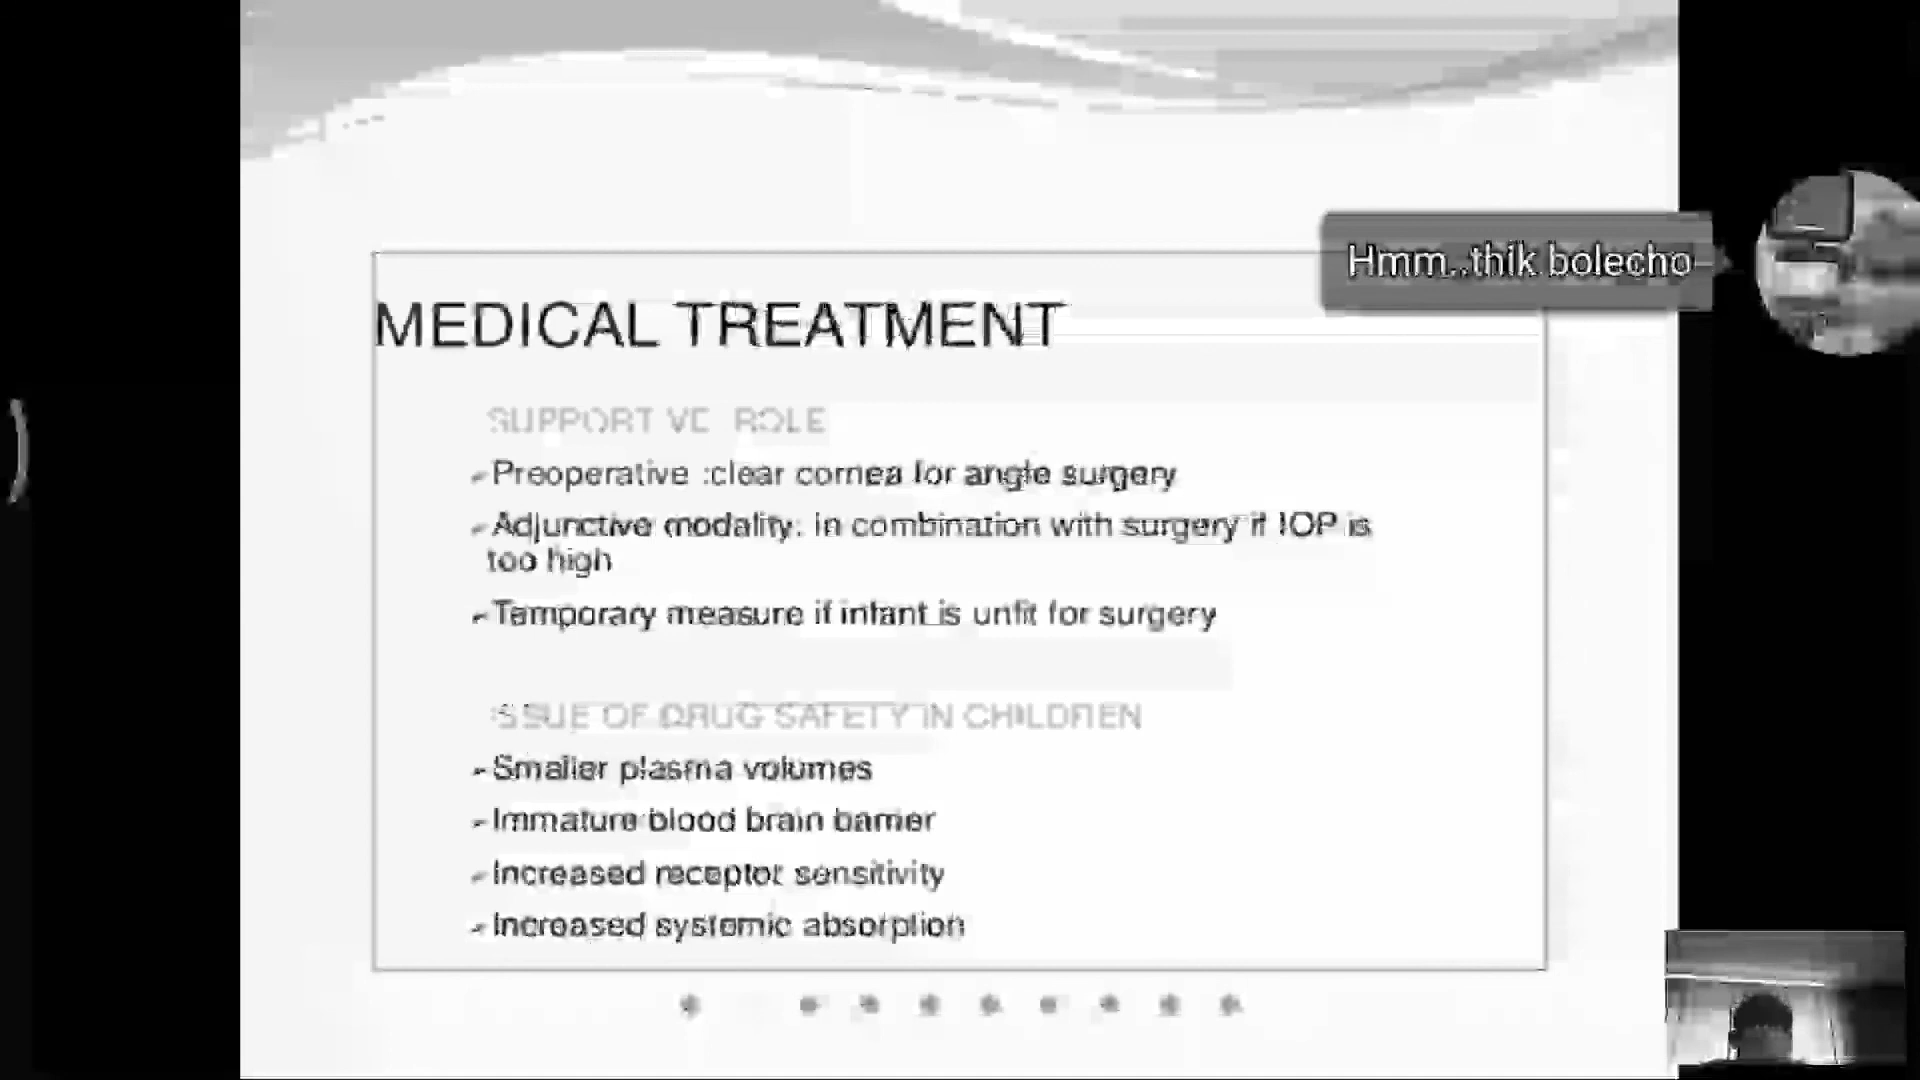 Hmm..thik bolecho
MEDICAL TREATMENT
SUPPORTIVE ROLE
Preoperative :clear cornea for angle surgery
Adjunctive modality: in combination with surgery if IOP is
too high
Temporary measure if infant is unfit for surgery
ISSUE OF DRUG SAFETY IN CHILDREN
Smaller plasma volumes
Immature blood brain barrier
Increased receptor sensitivity
Increased systemic absorption